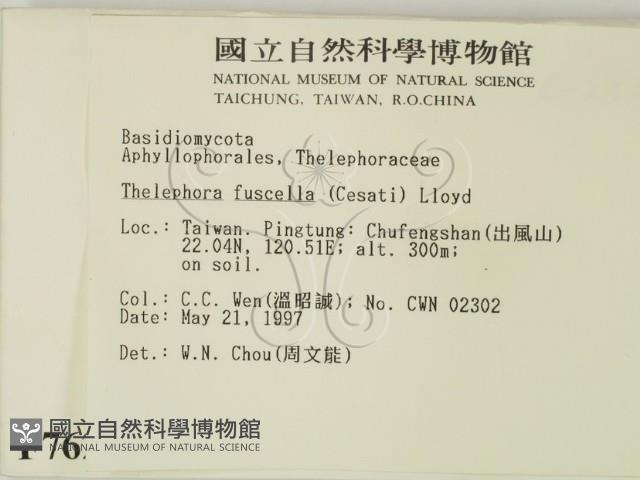 國立自然科學博物館
NATIONAL MUSEUM OF NATURAL SCIENCE
TAICHUNG, TAIWAN, R.O.CHINA
Basidiomycota
Aphyllophorales, Thelephoraceae
Thelephora fuscella (Cesati) Lloyd
Loc.: Taiwan. Pingtung: Chufengshan(出風山)
22.04N, 120.51E; alt. 300m;
on soil.
Col.: C.C. Wen(溫昭誠); No. CWN 02302
Date: May 21, 1997
Det.: W.N. Chou(周文能)
國立自然科學博物館
NATIONAL MUSEUM OF NATURAL SCIENCE